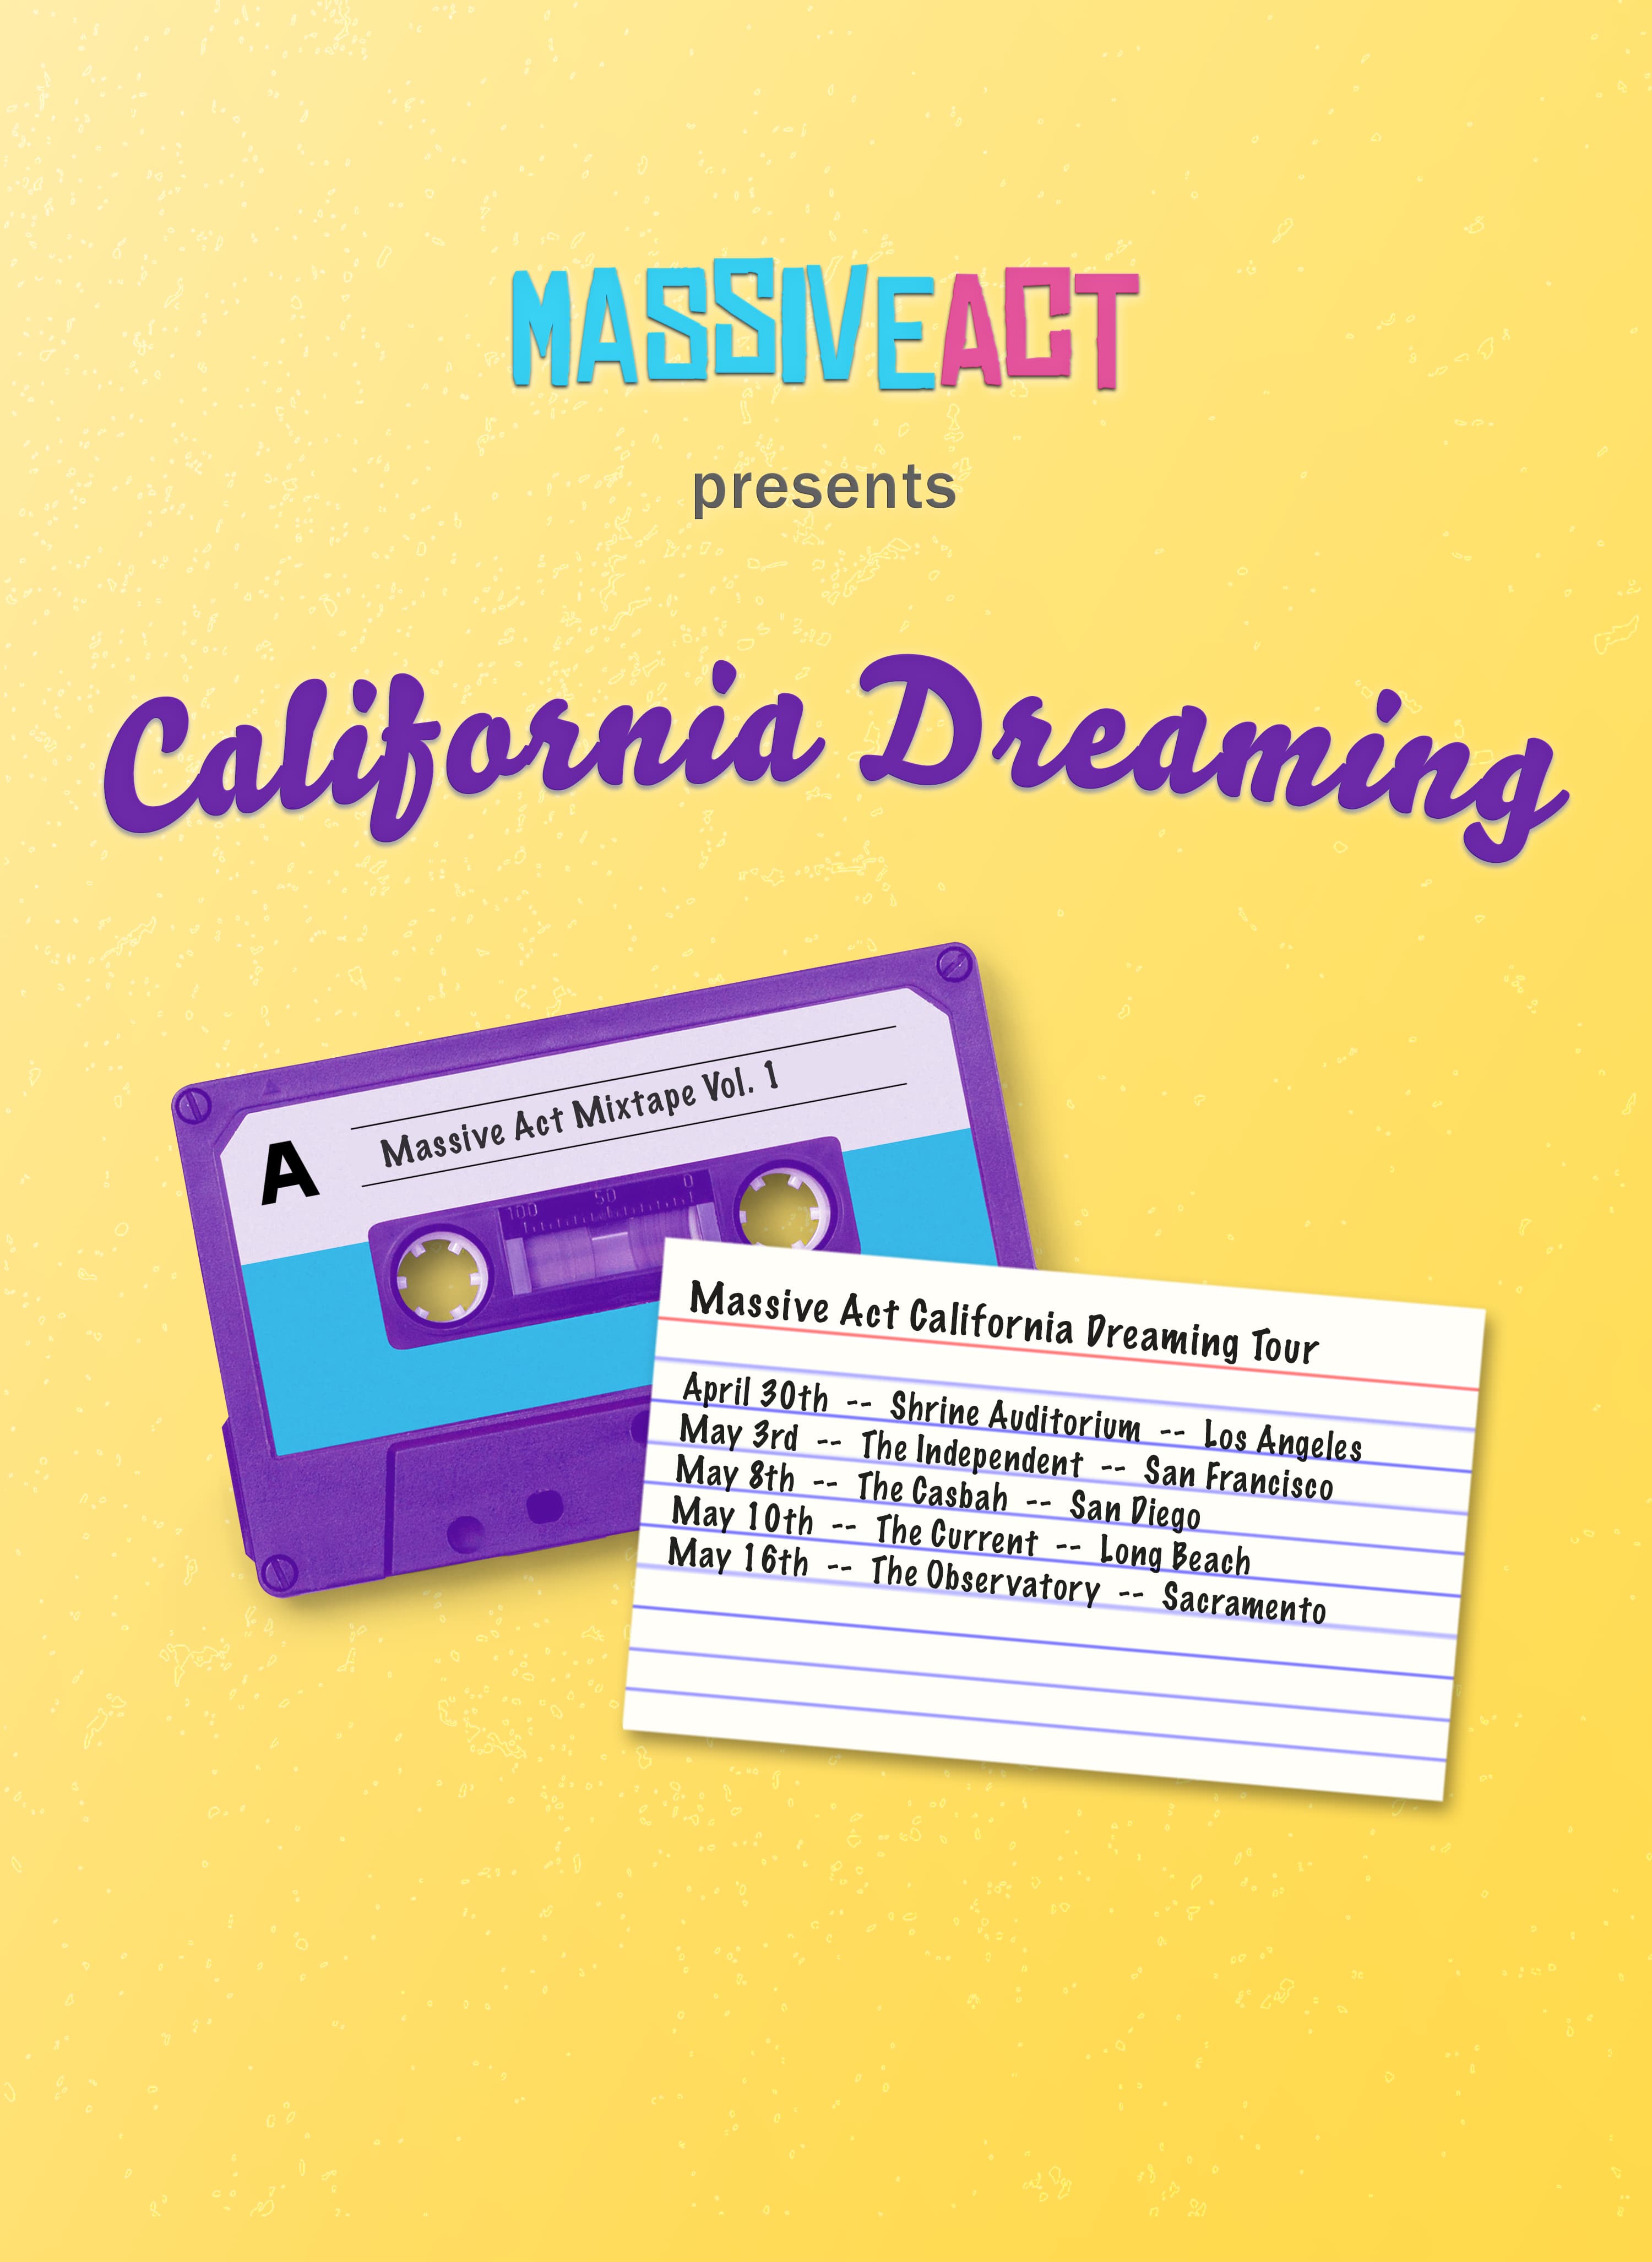 MASSIVEACT
presents
California Dreaming
A
Massive Act Mixtape Vol. 1
100 50 0
Massive Act California Dreaming Tour
April 30th -- Shrine Auditorium -- Los Angeles
May 3rd -- The Independent -- San Francisco
May 8th -- The Casbah -- San Diego
May 10th -- The Current -- Long Beach
May 16th -- The Observatory -- Sacramento